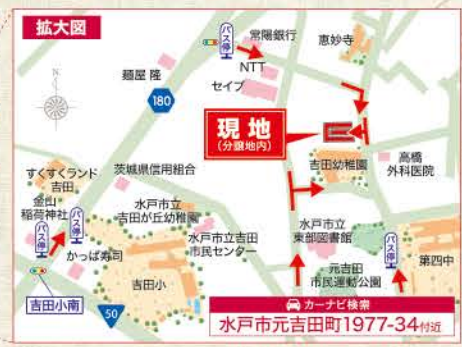 拡大図
バス停
常陽銀行
恵妙寺
NTT
セイブ
麺屋 隆
N
180
現地
(分譲地内)
吉田幼稚園
高橋
外科医院
すくすくランド
吉田
茨城県信用組合
金山
稲荷神社
バス停
バス停
水戸市立
吉田が丘幼稚園
水戸市立吉田
市民センター
水戸市立
東部図書館
かっぱ寿司
吉田小
元吉田
市民運動公園
バス停
第四中
吉田小南
50
カーナビ検索
水戸市元吉田町1977-34付近